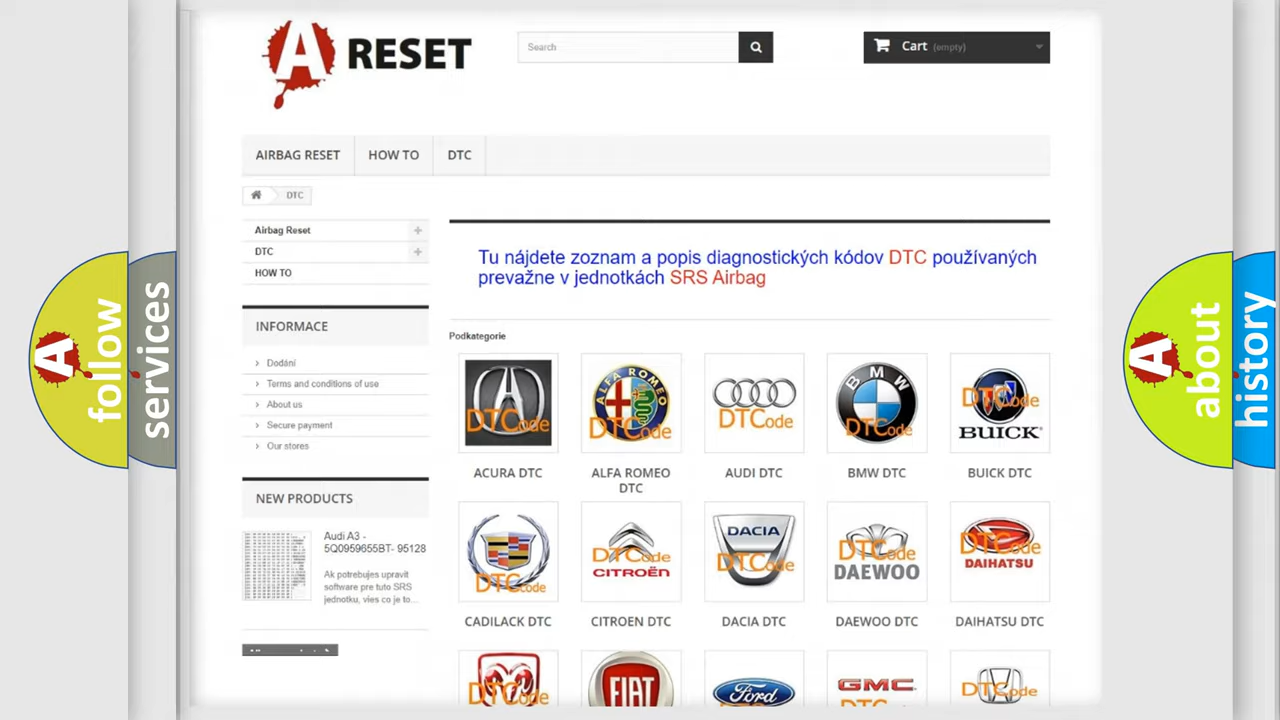 A RESET
Search
Cart (empty)
AIRBAG RESET
HOW TO
DTC
DTC
Airbag Reset
DTC
HOW TO
INFORMACE
Dodání
Terms and conditions of use
About us
Secure payment
Our stores
NEW PRODUCTS
Audi A3 -
5Q0959655BT- 95128
Ak potrebujes upravit
software pre tuto SRS
jednotku, vies co je to...
Tu nájdete zoznam a popis diagnostických kódov DTC používaných
prevažne v jednotkách SRS Airbag
Podkategorie
DTCode
ALFA ROMEO
DTCode
DTCode
BMW
DTCode
DTCode
BUICK
ACURA DTC
ALFA ROMEO
DTC
AUDI DTC
BMW DTC
BUICK DTC
DTCode
DTCode
CITROËN
DACIA
DTCode
DTCode
DAEWOO
DTCode
DAIHATSU
CADILACK DTC
CITROEN DTC
DACIA DTC
DAEWOO DTC
DAIHATSU DTC
DTCode
FIAT
Ford
GMC
DTCode
A follow
services
A about
history